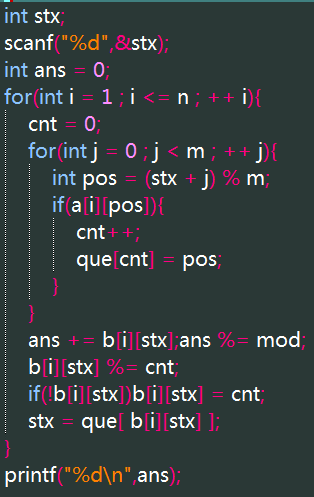 int stx;
scanf("%d",&stx);
int ans = 0;
for(int i = 1 ; i <= n ; ++ i){
cnt = 0;
for(int j = 0 ; j < m ; ++ j){
int pos = (stx + j) % m;
if(a[i][pos]){
cnt++;
que[cnt] = pos;
}
}
ans += b[i][stx];ans %= mod;
b[i][stx] %= cnt;
if(!b[i][stx])b[i][stx] = cnt;
stx = que[ b[i][stx] ];
}
printf("%d\n",ans);